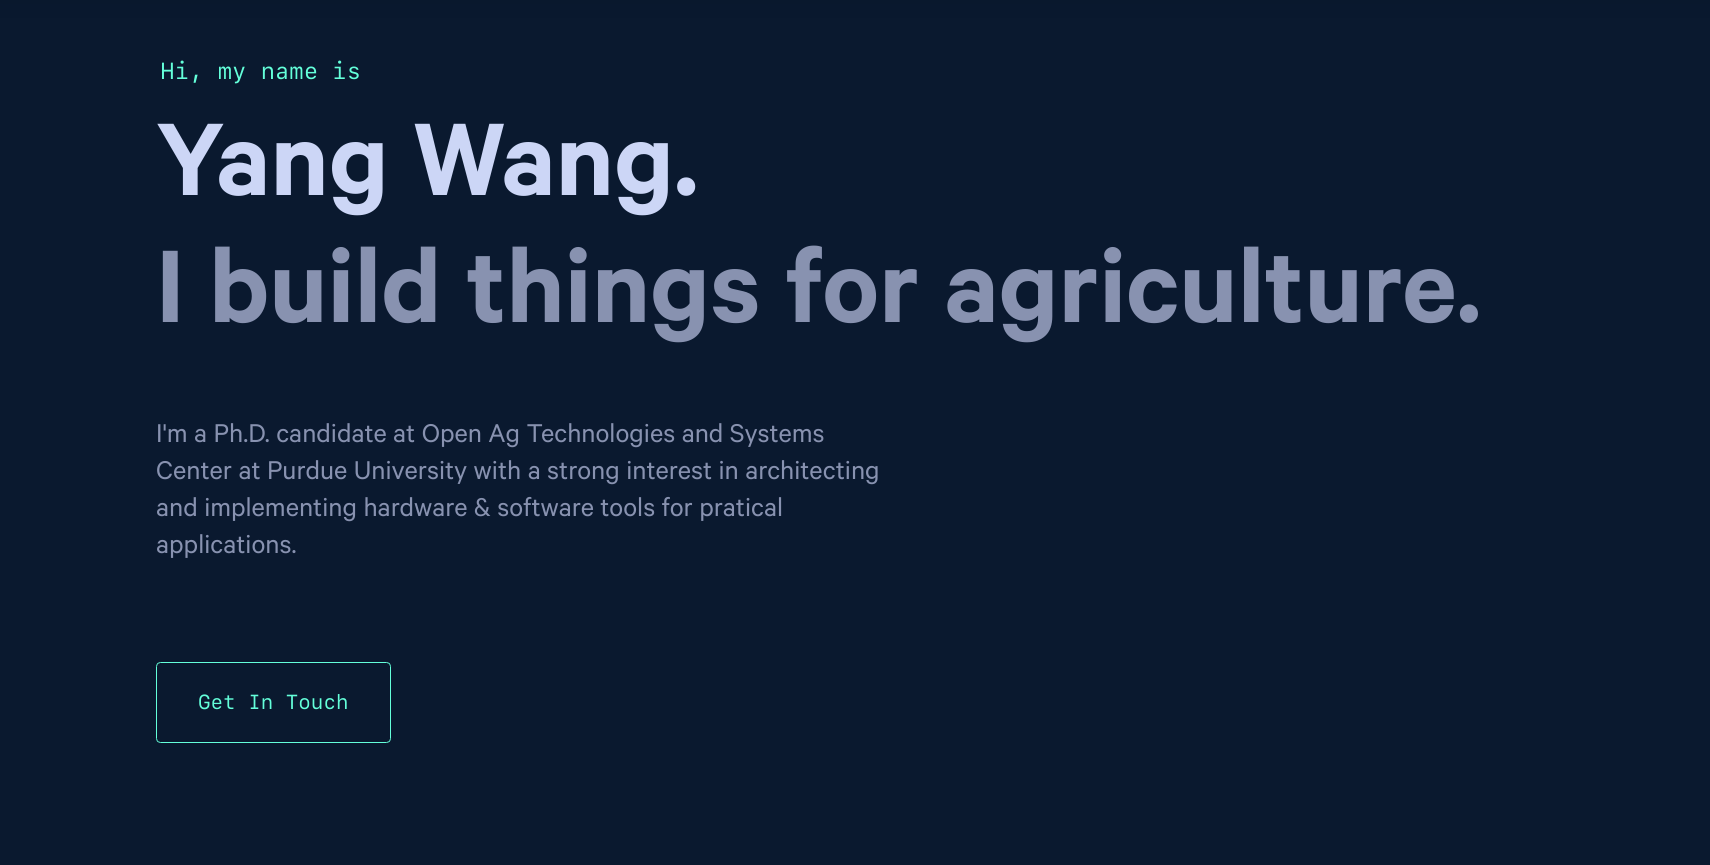 Hi, my name is
Yang Wang.
I build things for agriculture.
I'm a Ph.D. candidate at Open Ag Technologies and Systems
Center at Purdue University with a strong interest in architecting
and implementing hardware & software tools for pratical
applications.
Get In Touch